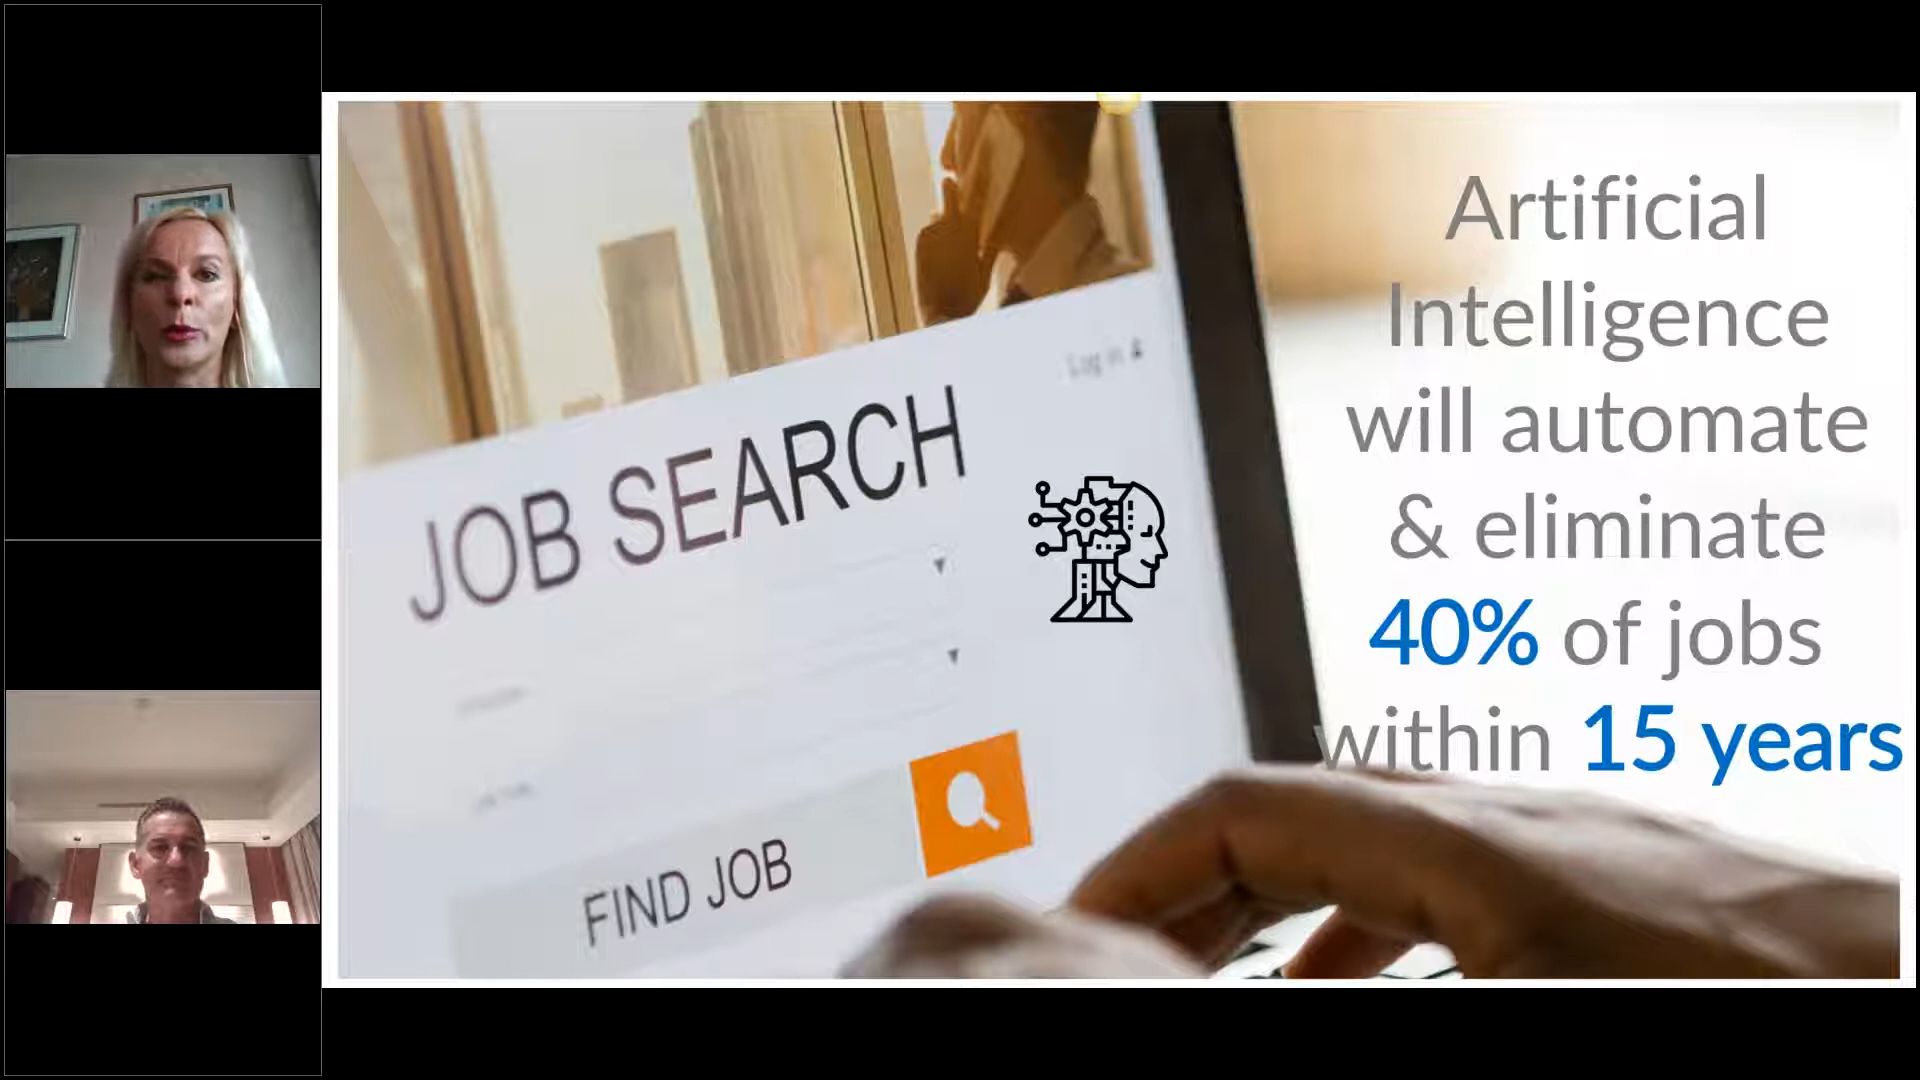 Artificial
Intelligence
will automate
& eliminate
40% of jobs
within 15 years
Log in
JOB SEARCH
FIND JOB